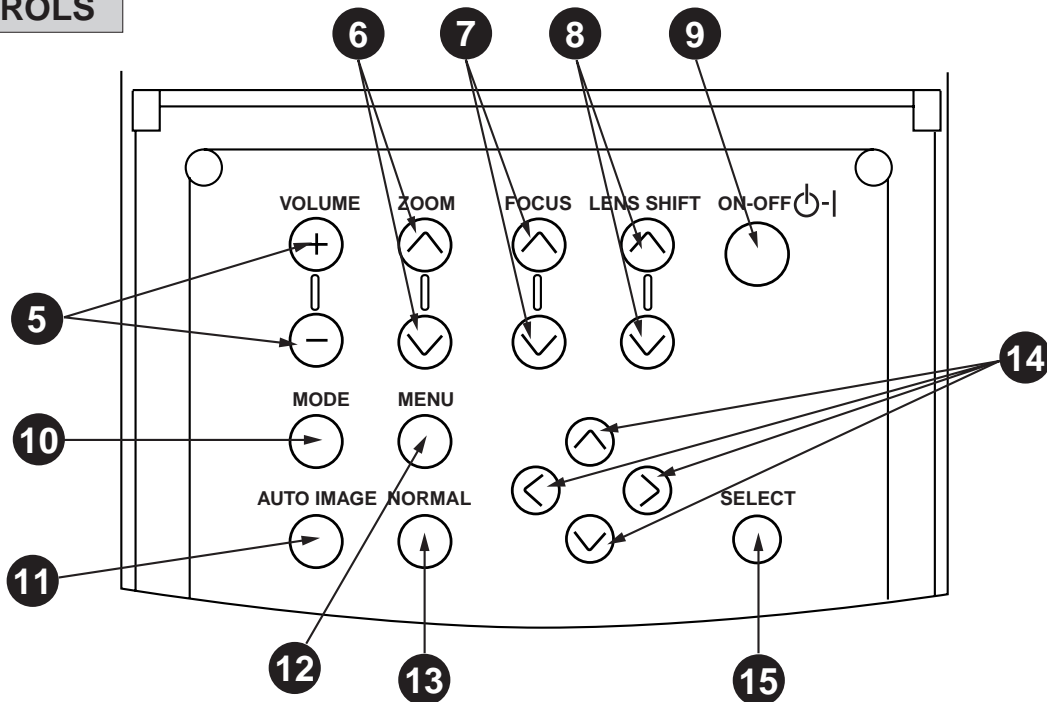 ROLS
6 7 8 9
VOLUME ZOOM FOCUS LENS SHIFT ON-OFF
5
14
MODE MENU
10
AUTO IMAGE NORMAL SELECT
11
12 13 15